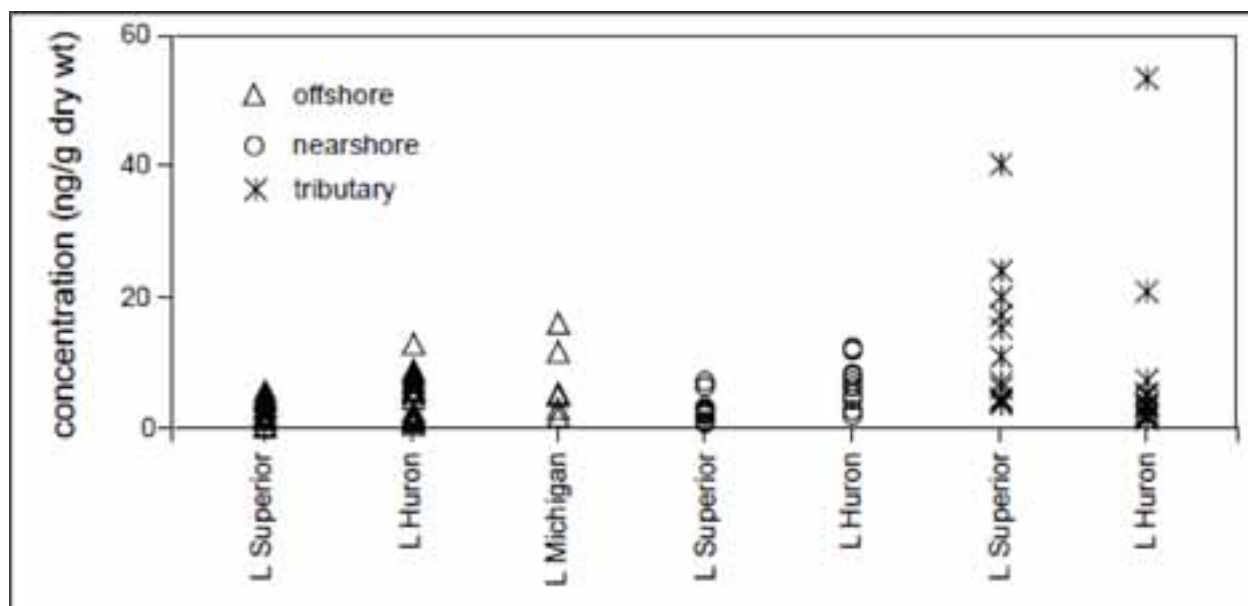 concentration (ng/g dry wt)
60
40
20
0
offshore
nearshore
tributary
L Superior
L Huron
L Michigan
L Superior
L Huron
L Superior
L Huron